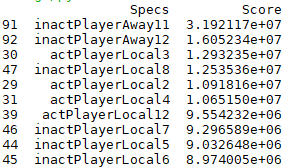 Specs Score
91 inactPlayerAway11 3.192117e+07
92 inactPlayerAway12 1.605234e+07
30 actPlayerLocal3 1.293235e+07
47 inactPlayerLocal8 1.253536e+07
29 actPlayerLocal2 1.091816e+07
31 actPlayerLocal4 1.065150e+07
39 actPlayerLocal12 9.554232e+06
46 inactPlayerLocal7 9.296589e+06
44 inactPlayerLocal5 9.032648e+06
45 inactPlayerLocal6 8.974005e+06